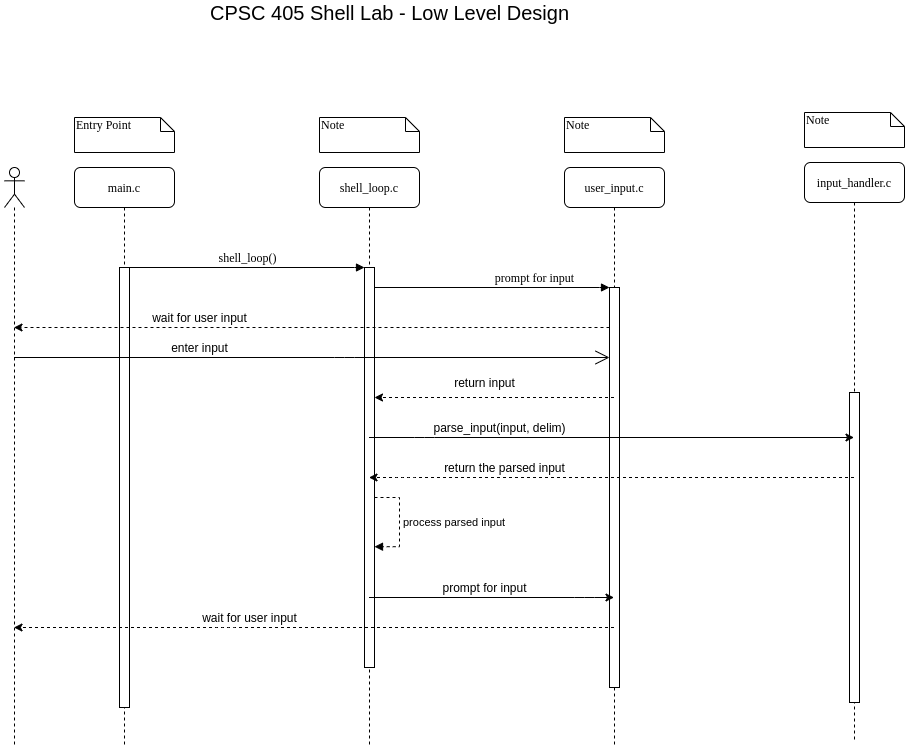 CPSC 405 Shell Lab - Low Level Design
Entry Point
Note
Note
Note
main.c
shell_loop.c
user_input.c
input_handler.c
shell_loop()
prompt for input
wait for user input
enter input
return input
parse_input(input, delim)
return the parsed input
process parsed input
prompt for input
wait for user input